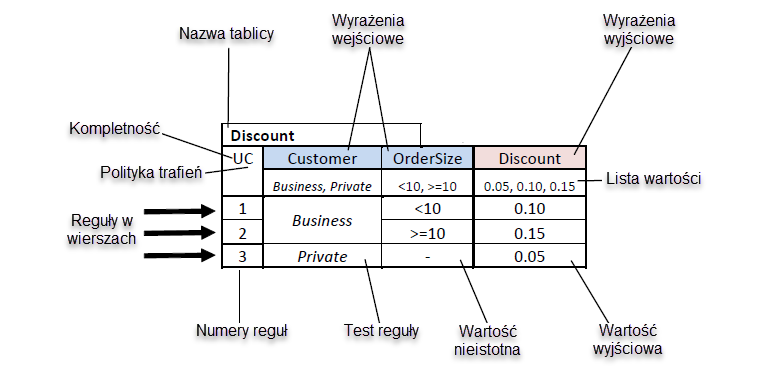 Nazwa tablicy
Wyrażenia
wejściowe
Wyrażenia
wyjściowe
Kompletność
Polityka trafień
Discount
UC Customer OrderSize Discount
Business, Private <10, >=10 0.05, 0.10, 0.15
Lista wartości
Reguły w
wierszach
1 Business <10 0.10
2 >=10 0.15
3 Private - 0.05
Numery reguł
Test reguły
Wartość
nieistotna
Wartość
wyjściowa